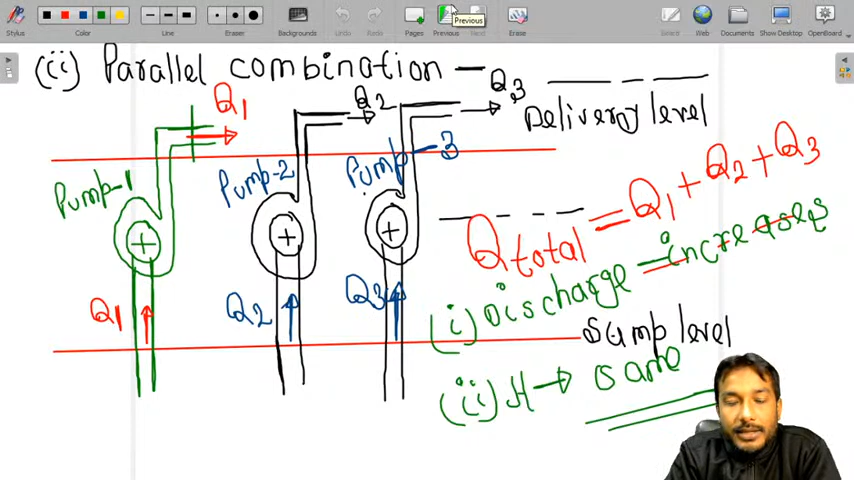 Stylus
Color
Line
Eraser
Backgrounds
Undo
Redo
Pages
Previous
Next
Erase
Select
Web
Documents
Show Desktop
OpenBoard
Previous
(ii) Parallel combination —
Q1
Q2
Q3
Delivery level
Pump-1
Pump-2
Pump-3
Q total = Q1 + Q2 + Q3
(i) Discharge – increases
Q1
Q2
Q3
Sump level
(ii) H → same